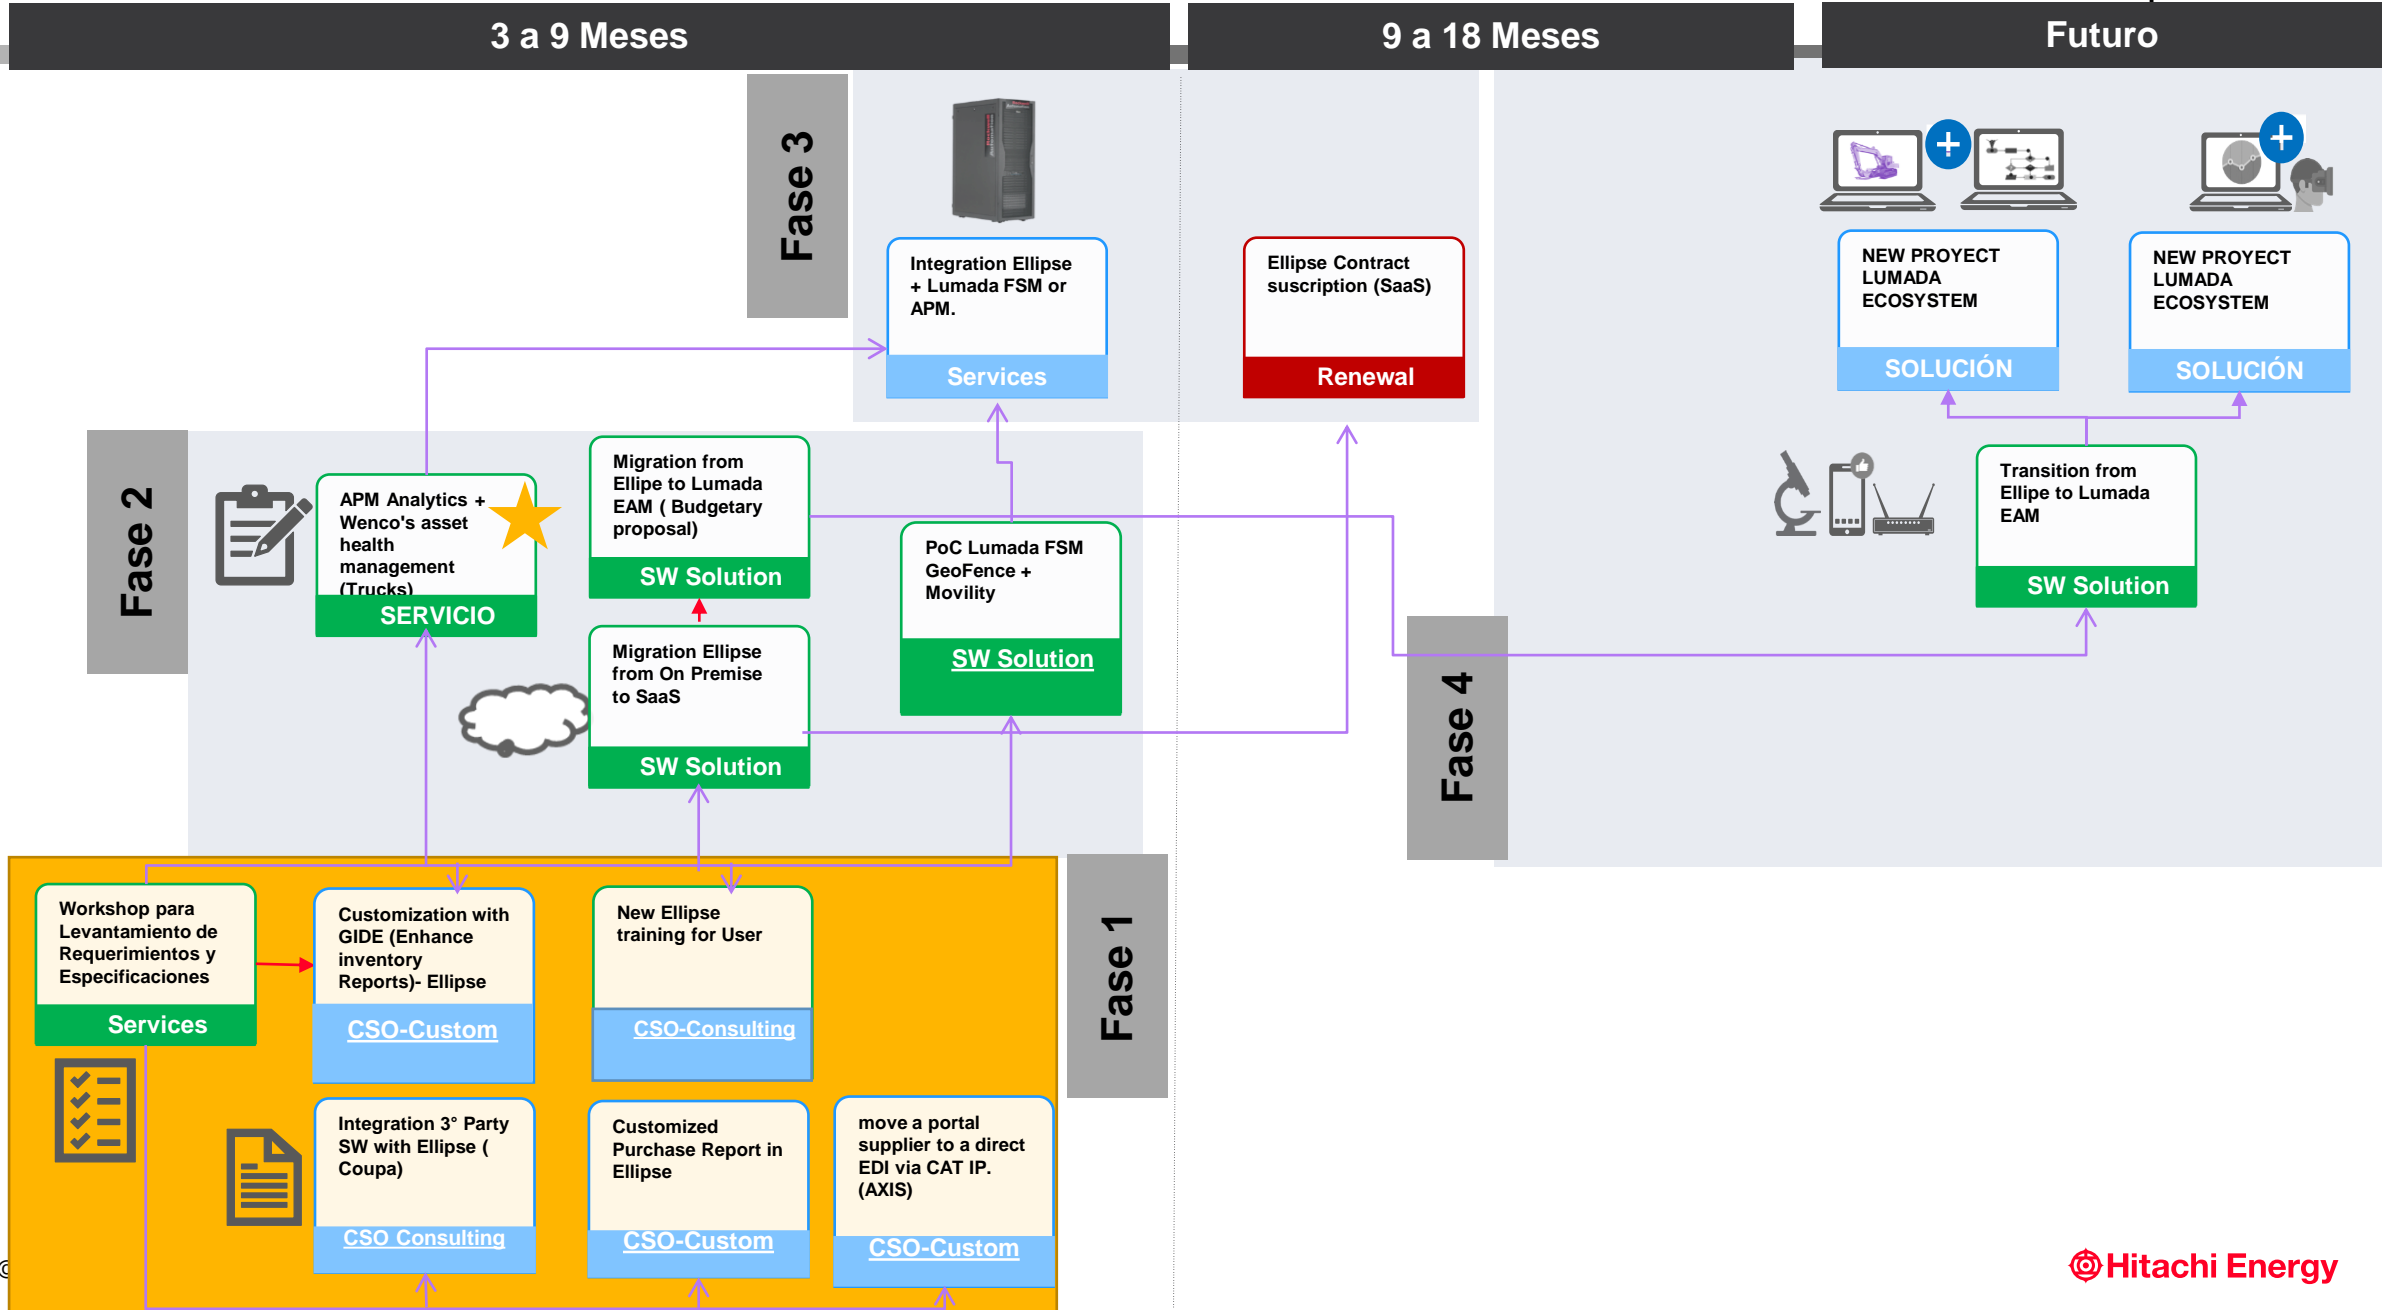 3 a 9 Meses
9 a 18 Meses
Futuro
Fase 3
Integration Ellipse
+ Lumada FSM or
APM.
Services
Ellipse Contract
suscription (SaaS)
Renewal
NEW PROYECT
LUMADA
ECOSYSTEM
SOLUCIÓN
NEW PROYECT
LUMADA
ECOSYSTEM
SOLUCIÓN
Fase 2
APM Analytics +
Wenco's asset
health
management
(Trucks)
SERVICIO
Migration from
Ellipe to Lumada
EAM ( Budgetary
proposal)
SW Solution
Migration Ellipse
from On Premise
to SaaS
SW Solution
PoC Lumada FSM
GeoFence +
Movility
SW Solution
Fase 4
Transition from
Ellipe to Lumada
EAM
SW Solution
Fase 1
Workshop para
Levantamiento de
Requerimientos y
Especificaciones
Services
Customization with
GIDE (Enhance
inventory
Reports)- Ellipse
CSO-Custom
New Ellipse
training for User
CSO-Consulting
Integration 3° Party
SW with Ellipse (
Coupa)
CSO Consulting
Customized
Purchase Report in
Ellipse
CSO-Custom
move a portal
supplier to a direct
EDI via CAT IP.
(AXIS)
CSO-Custom
©
Hitachi Energy